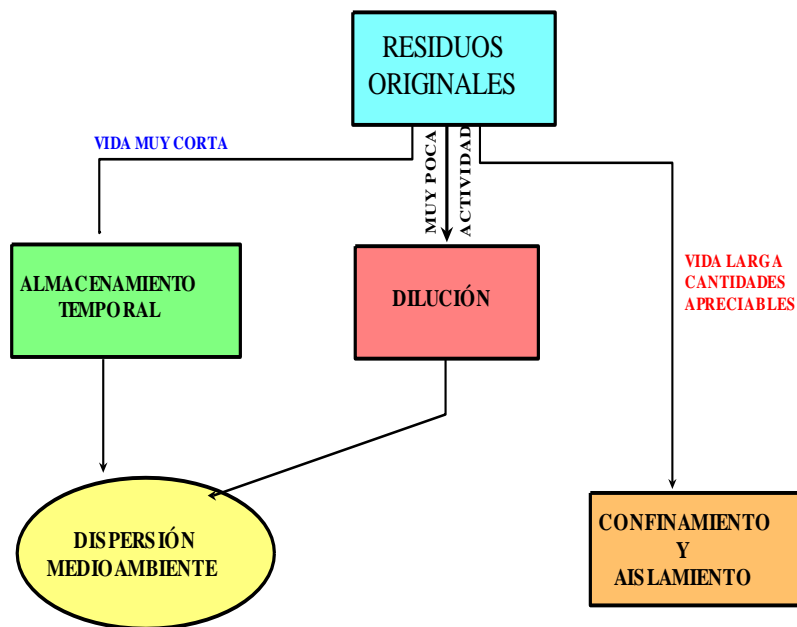 RESIDUOS
ORIGINALES
VIDA MUY CORTA
MUY POCA
ACTIVIDAD
VIDA LARGA
CANTIDADES
APRECIABLES
ALMACENAMIENTO
TEMPORAL
DILUCIÓN
DISPERSIÓN
MEDIOAMBIENTE
CONFINAMIENTO
Y
AISLAMIENTO